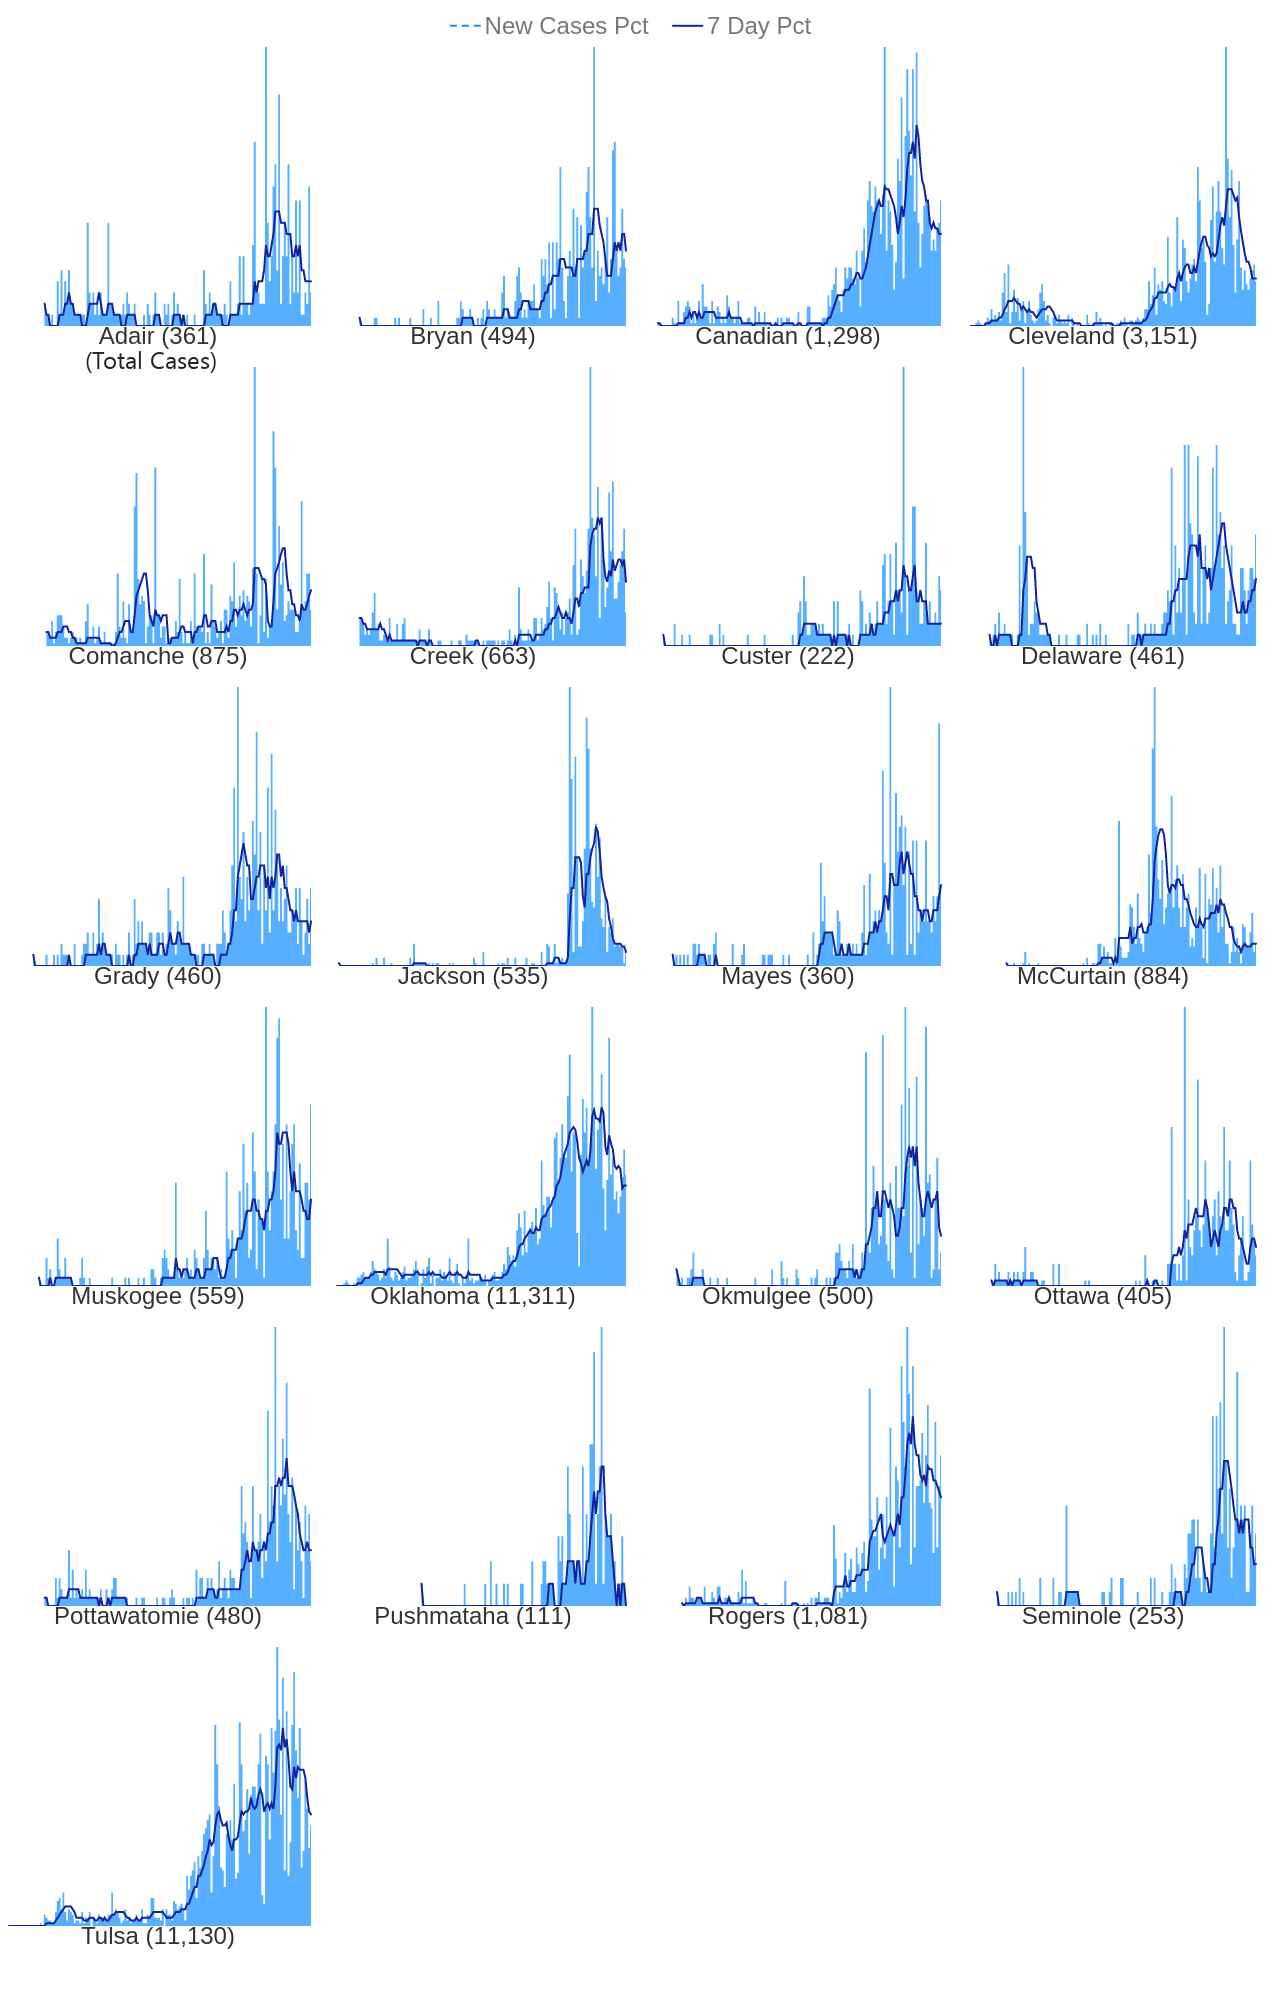 New Cases Pct 7 Day Pct
Adair (361) Bryan (494) Canadian (1,298) Cleveland (3,151)
(Total Cases)
Comanche (875) Creek (663) Custer (222) Delaware (461)
Grady (460) Jackson (535) Mayes (360) McCurtain (884)
Muskogee (559) Oklahoma (11,311) Okmulgee (500) Ottawa (405)
Pottawatomie (480) Pushmataha (111) Rogers (1,081) Seminole (253)
Tulsa (11,130)